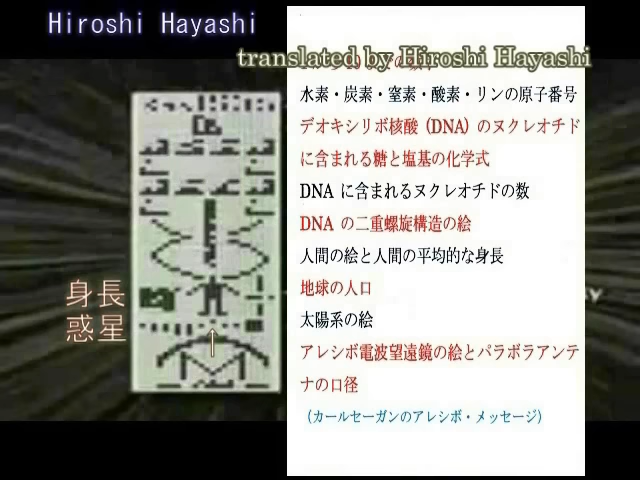 Hiroshi Hayashi
translated by Hiroshi Hayashi
水素・炭素・窒素・酸素・リンの原子番号
デオキシリボ核酸 (DNA) のヌクレオチド
に含まれる糖と塩基の化学式
DNA に含まれるヌクレオチドの数
DNA の二重螺旋構造の絵
人間の絵と人間の平均的な身長
地球の人口
太陽系の絵
アレシボ電波望遠鏡の絵とパラボラアンテ
ナの口径
(カールセーガンのアレシボ・メッセージ)
身長
惑星